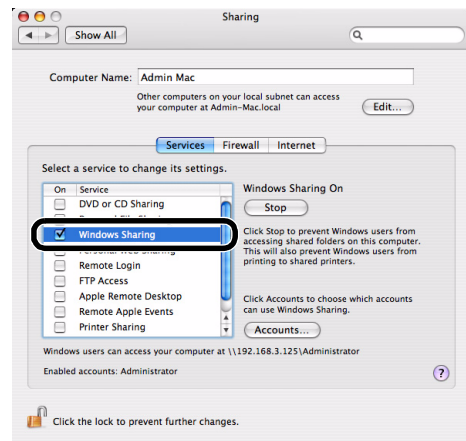 Sharing
Show All
Computer Name: Admin Mac
Other computers on your local subnet can access
your computer at Admin-Mac.local
Edit...
Services Firewall Internet
Select a service to change its settings.
On Service
DVD or CD Sharing
Windows Sharing
Remote Login
FTP Access
Apple Remote Desktop
Remote Apple Events
Printer Sharing
Windows Sharing On
Stop
Click Stop to prevent Windows users from
accessing shared folders on this computer.
This will also prevent Windows users from
printing to shared printers.
Click Accounts to choose which accounts
can use Windows Sharing.
Accounts...
Windows users can access your computer at \\192.168.3.125\Administrator
Enabled accounts: Administrator
?
Click the lock to prevent further changes.